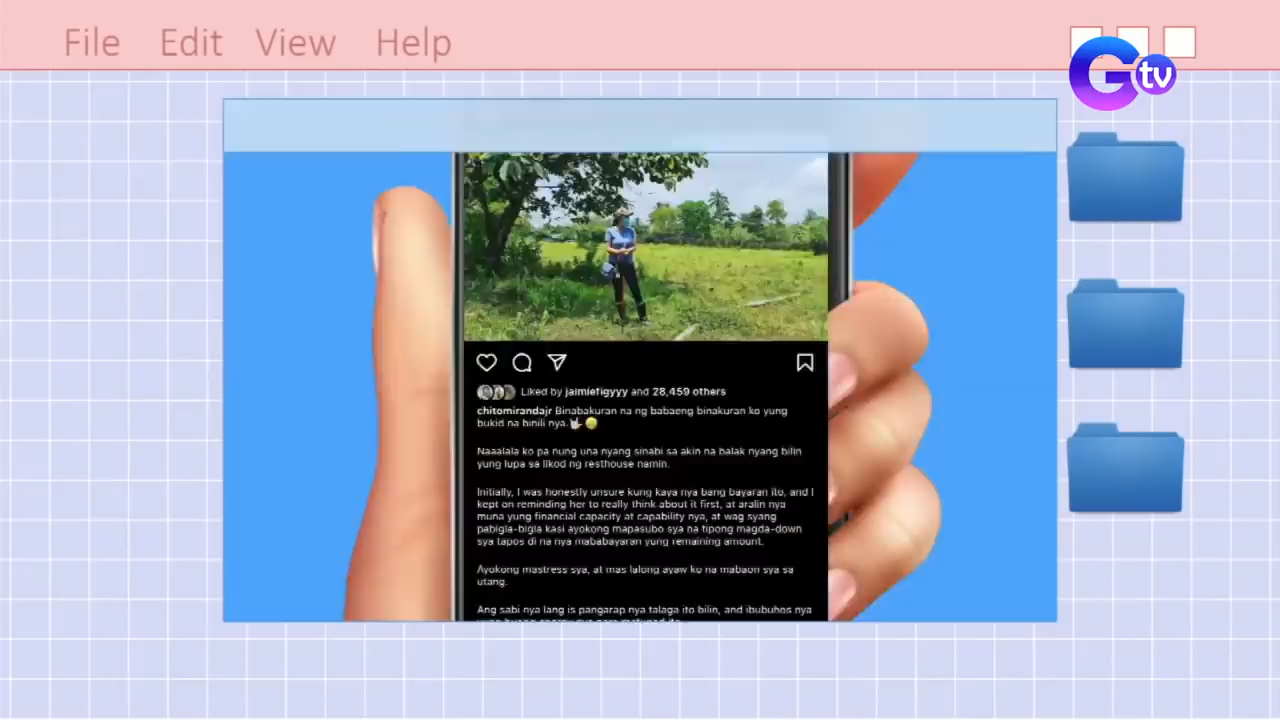 File Edit View Help
G tv
Liked by jaimiefigyyy and 28,459 others
chitomirandajr Binabakuran na ng babaeng binakuran ko yung
bukid na binili nya.
Naaalala ko pa nung una nyang sinabi sa akin na balak nyang bilin
yung lupa sa likod ng resthouse namin.
Initially, I was honestly unsure kung kaya nya bang bayaran ito, and I
kept on reminding her to really think about it first, at aralin nya
muna yung financial capacity at capability nya, at wag syang
pabigla-bigla kasi ayokong mapasubo sya na tipong magda-down
sya tapos di na nya mababayaran yung remaining amount.
Ayokong mastress sya, at mas lalong ayaw ko na mabaon sya sa
utang.
Ang sabi nya lang is pangarap nya talaga ito bilin, and ibubuhos nya